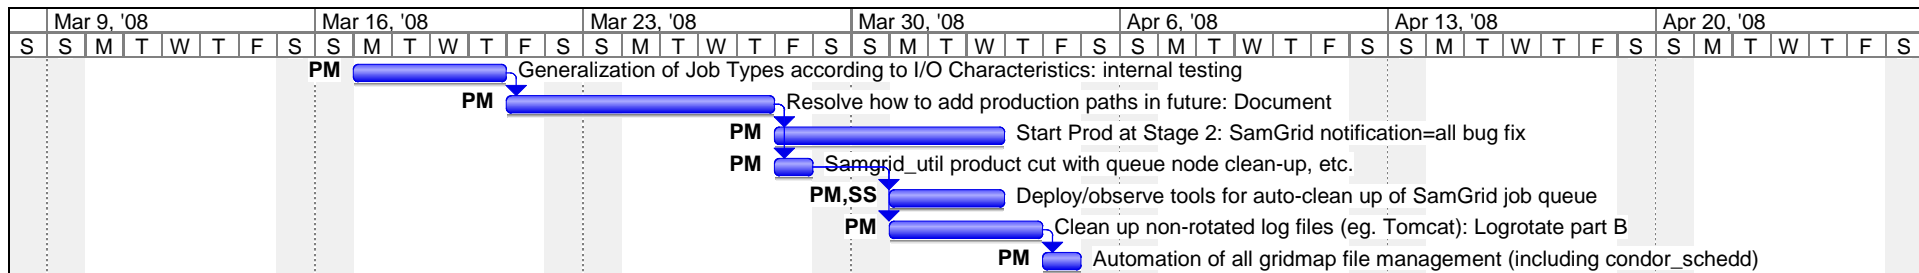 Mar 9, '08 Mar 16, '08 Mar 23, '08 Mar 30, '08 Apr 6, '08 Apr 13, '08 Apr 20, '08
S S M T W T F S S M T W T F S S M T W T F S S M T W T F S S M T W T F S S M T W T F S S M T W T F S
PM Generalization of Job Types according to I/O Characteristics: internal testing
PM Resolve how to add production paths in future: Document
PM Start Prod at Stage 2: SamGrid notification=all bug fix
PM Samgrid_util product cut with queue node clean-up, etc.
PM,SS Deploy/observe tools for auto-clean up of SamGrid job queue
PM Clean up non-rotated log files (eg. Tomcat): Logrotate part B
PM Automation of all gridmap file management (including condor_schedd)